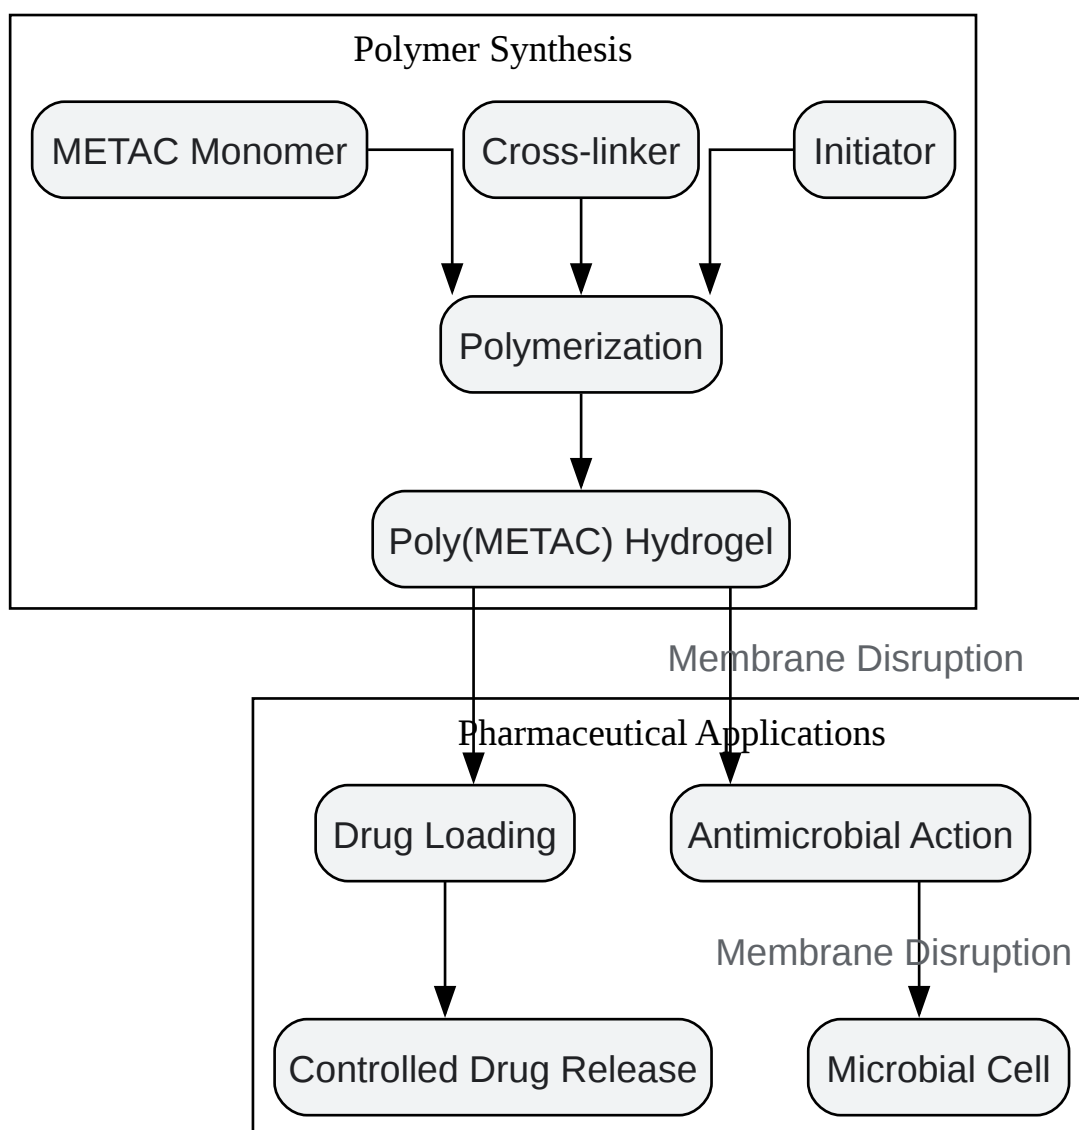 Polymer Synthesis
METAC Monomer
Cross-linker
Initiator
Polymerization
Poly(METAC) Hydrogel
Membrane Disruption
Pharmaceutical Applications
Drug Loading
Antimicrobial Action
Membrane Disruption
Controlled Drug Release
Microbial Cell